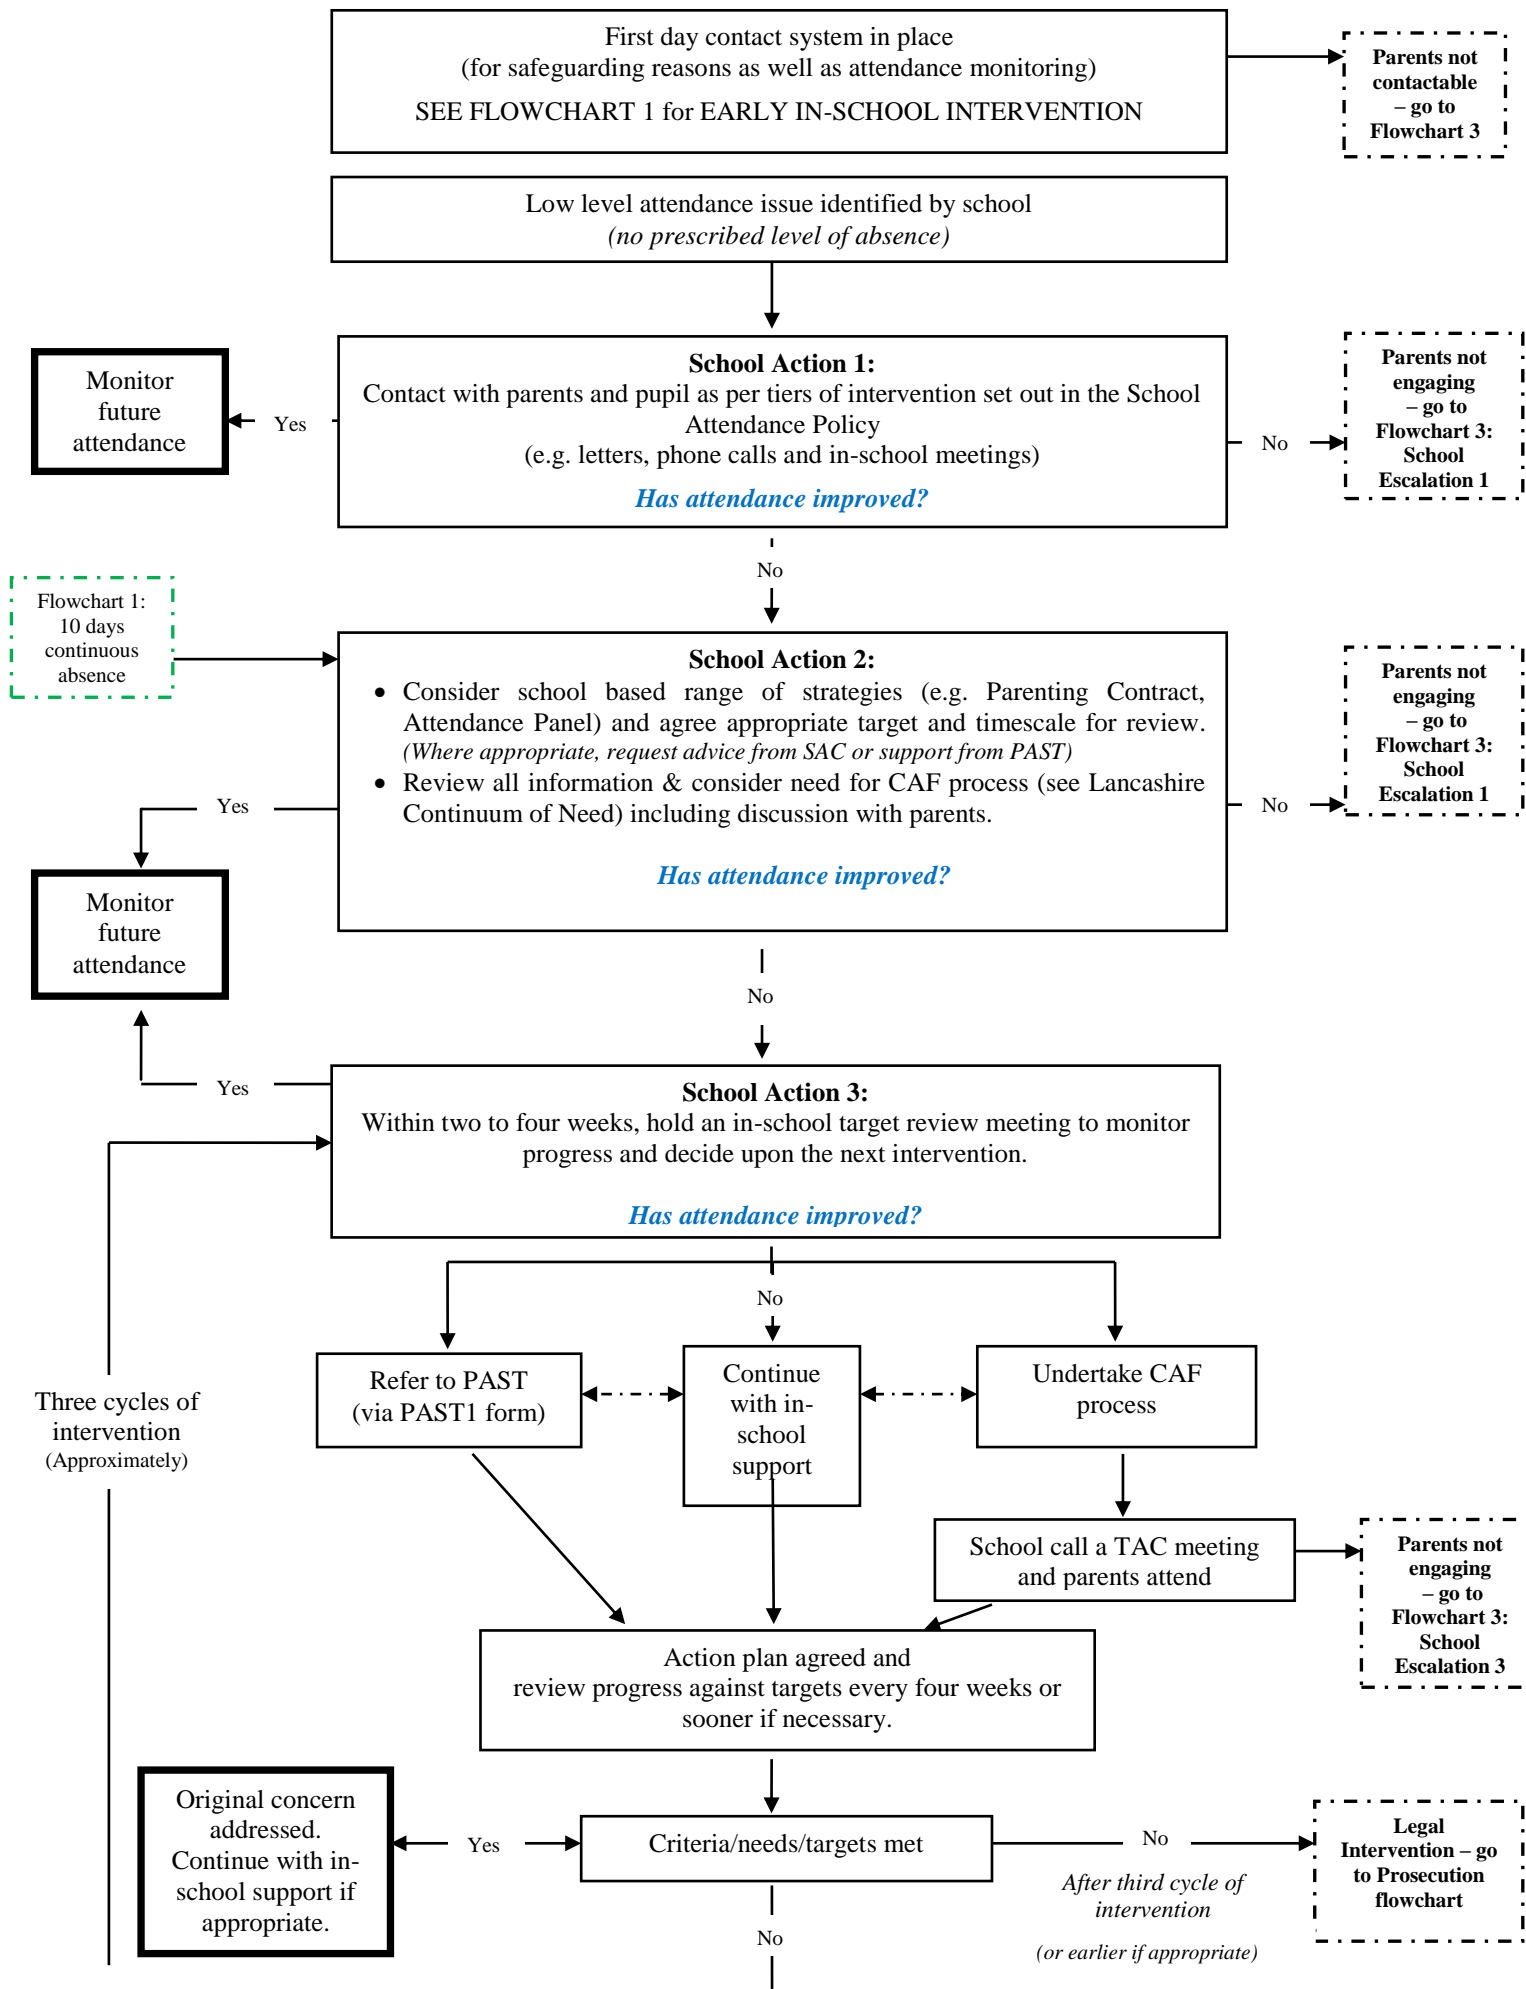 First day contact system in place
(for safeguarding reasons as well as attendance monitoring)
SEE FLOWCHART 1 for EARLY IN-SCHOOL INTERVENTION
Parents not
contactable
– go to
Flowchart 3
Low level attendance issue identified by school
(no prescribed level of absence)
School Action 1:
Contact with parents and pupil as per tiers of intervention set out in the School
Attendance Policy
(e.g. letters, phone calls and in-school meetings)
Has attendance improved?
Monitor
future
attendance
Yes
No
Parents not
engaging
– go to
Flowchart 3:
School
Escalation 1
No
Flowchart 1:
10 days
continuous
absence
School Action 2:
• Consider school based range of strategies (e.g. Parenting Contract,
Attendance Panel) and agree appropriate target and timescale for review.
(Where appropriate, request advice from SAC or support from PAST)
• Review all information & consider need for CAF process (see Lancashire
Continuum of Need) including discussion with parents.
Has attendance improved?
Yes
No
Parents not
engaging
– go to
Flowchart 3:
School
Escalation 1
Monitor
future
attendance
No
Yes
School Action 3:
Within two to four weeks, hold an in-school target review meeting to monitor
progress and decide upon the next intervention.
Has attendance improved?
No
Refer to PAST
(via PAST1 form)
Continue
with in-
school
support
Undertake CAF
process
Three cycles of
intervention
(Approximately)
School call a TAC meeting
and parents attend
Parents not
engaging
– go to
Flowchart 3:
School
Escalation 3
Action plan agreed and
review progress against targets every four weeks or
sooner if necessary.
Original concern
addressed.
Continue with in-
school support if
appropriate.
Yes
Criteria/needs/targets met
No
After third cycle of
intervention
(or earlier if appropriate)
Legal
Intervention – go
to Prosecution
flowchart
No